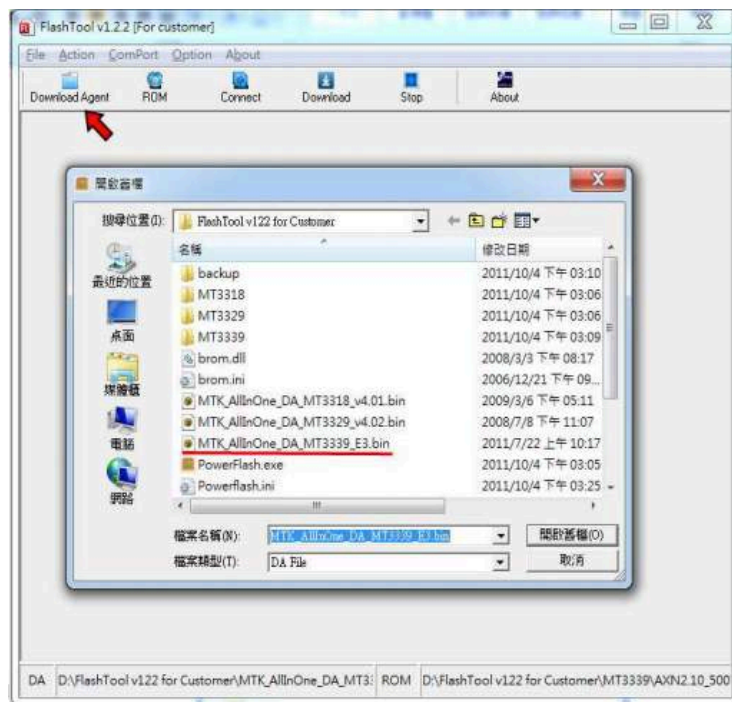 FlashTool v1.2.2 [For customer]
File Action ComPort Option About
Download Agent ROM Connect Download Stop About
開啟舊檔
搜尋位置(I): FlashTool v122 for Customer
名稱 修改日期
backup 2011/10/4 下午 03:10
MT3318 2011/10/4 下午 03:06
MT3329 2011/10/4 下午 03:06
MT3339 2011/10/4 下午 03:09
brom.dll 2008/3/3 下午 08:17
brom.ini 2006/12/21 下午 09...
MTK_AllInOne_DA_MT3318_v4.01.bin 2009/3/6 下午 05:11
MTK_AllInOne_DA_MT3329_v4.02.bin 2008/7/8 下午 11:07
MTK_AllInOne_DA_MT3339_E3.bin 2011/7/22 上午 10:17
PowerFlash.exe 2011/10/4 下午 03:05
Powerflash.ini 2011/10/4 下午 03:25
最近的位置
桌面
媒體櫃
電腦
網路
檔案名稱(N): MTK_AllInOne_DA_MT3339_E3.bin 開啟舊檔(O)
檔案類型(T): DA File 取消
DA D:\FlashTool v122 for Customer\MTK_AllInOne_DA_MT3: ROM D:\FlashTool v122 for Customer\MT3339\AXN2.10_500